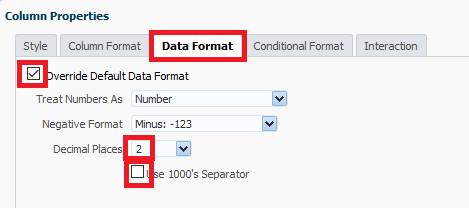 Column Properties
Style Column Format Data Format Conditional Format Interaction
Override Default Data Format
Treat Numbers As Number
Negative Format Minus: -123
Decimal Places 2
Use 1000's Separator